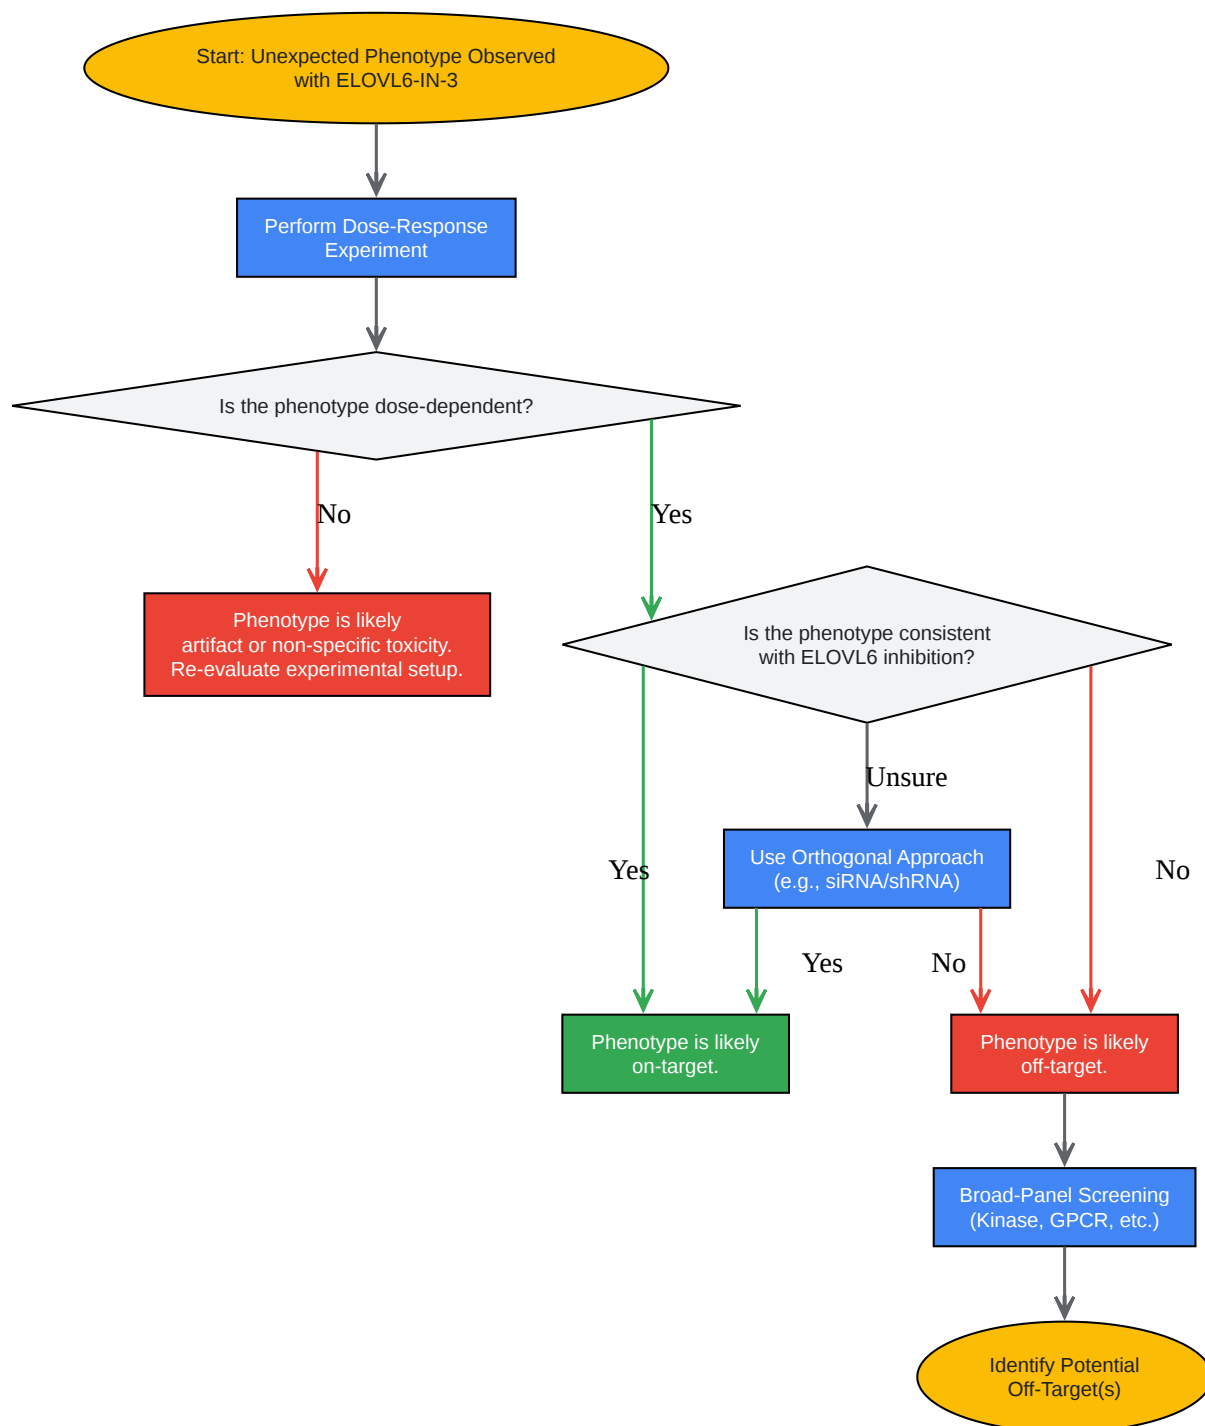 Start: Unexpected Phenotype Observed
with ELOVL6-IN-3
Perform Dose-Response
Experiment
Is the phenotype dose-dependent?
No
Yes
Phenotype is likely
artifact or non-specific toxicity.
Re-evaluate experimental setup.
Is the phenotype consistent
with ELOVL6 inhibition?
Unsure
Use Orthogonal Approach
(e.g., siRNA/shRNA)
Yes
No
Yes
No
Phenotype is likely
on-target.
Phenotype is likely
off-target.
Broad-Panel Screening
(Kinase, GPCR, etc.)
Identify Potential
Off-Target(s)